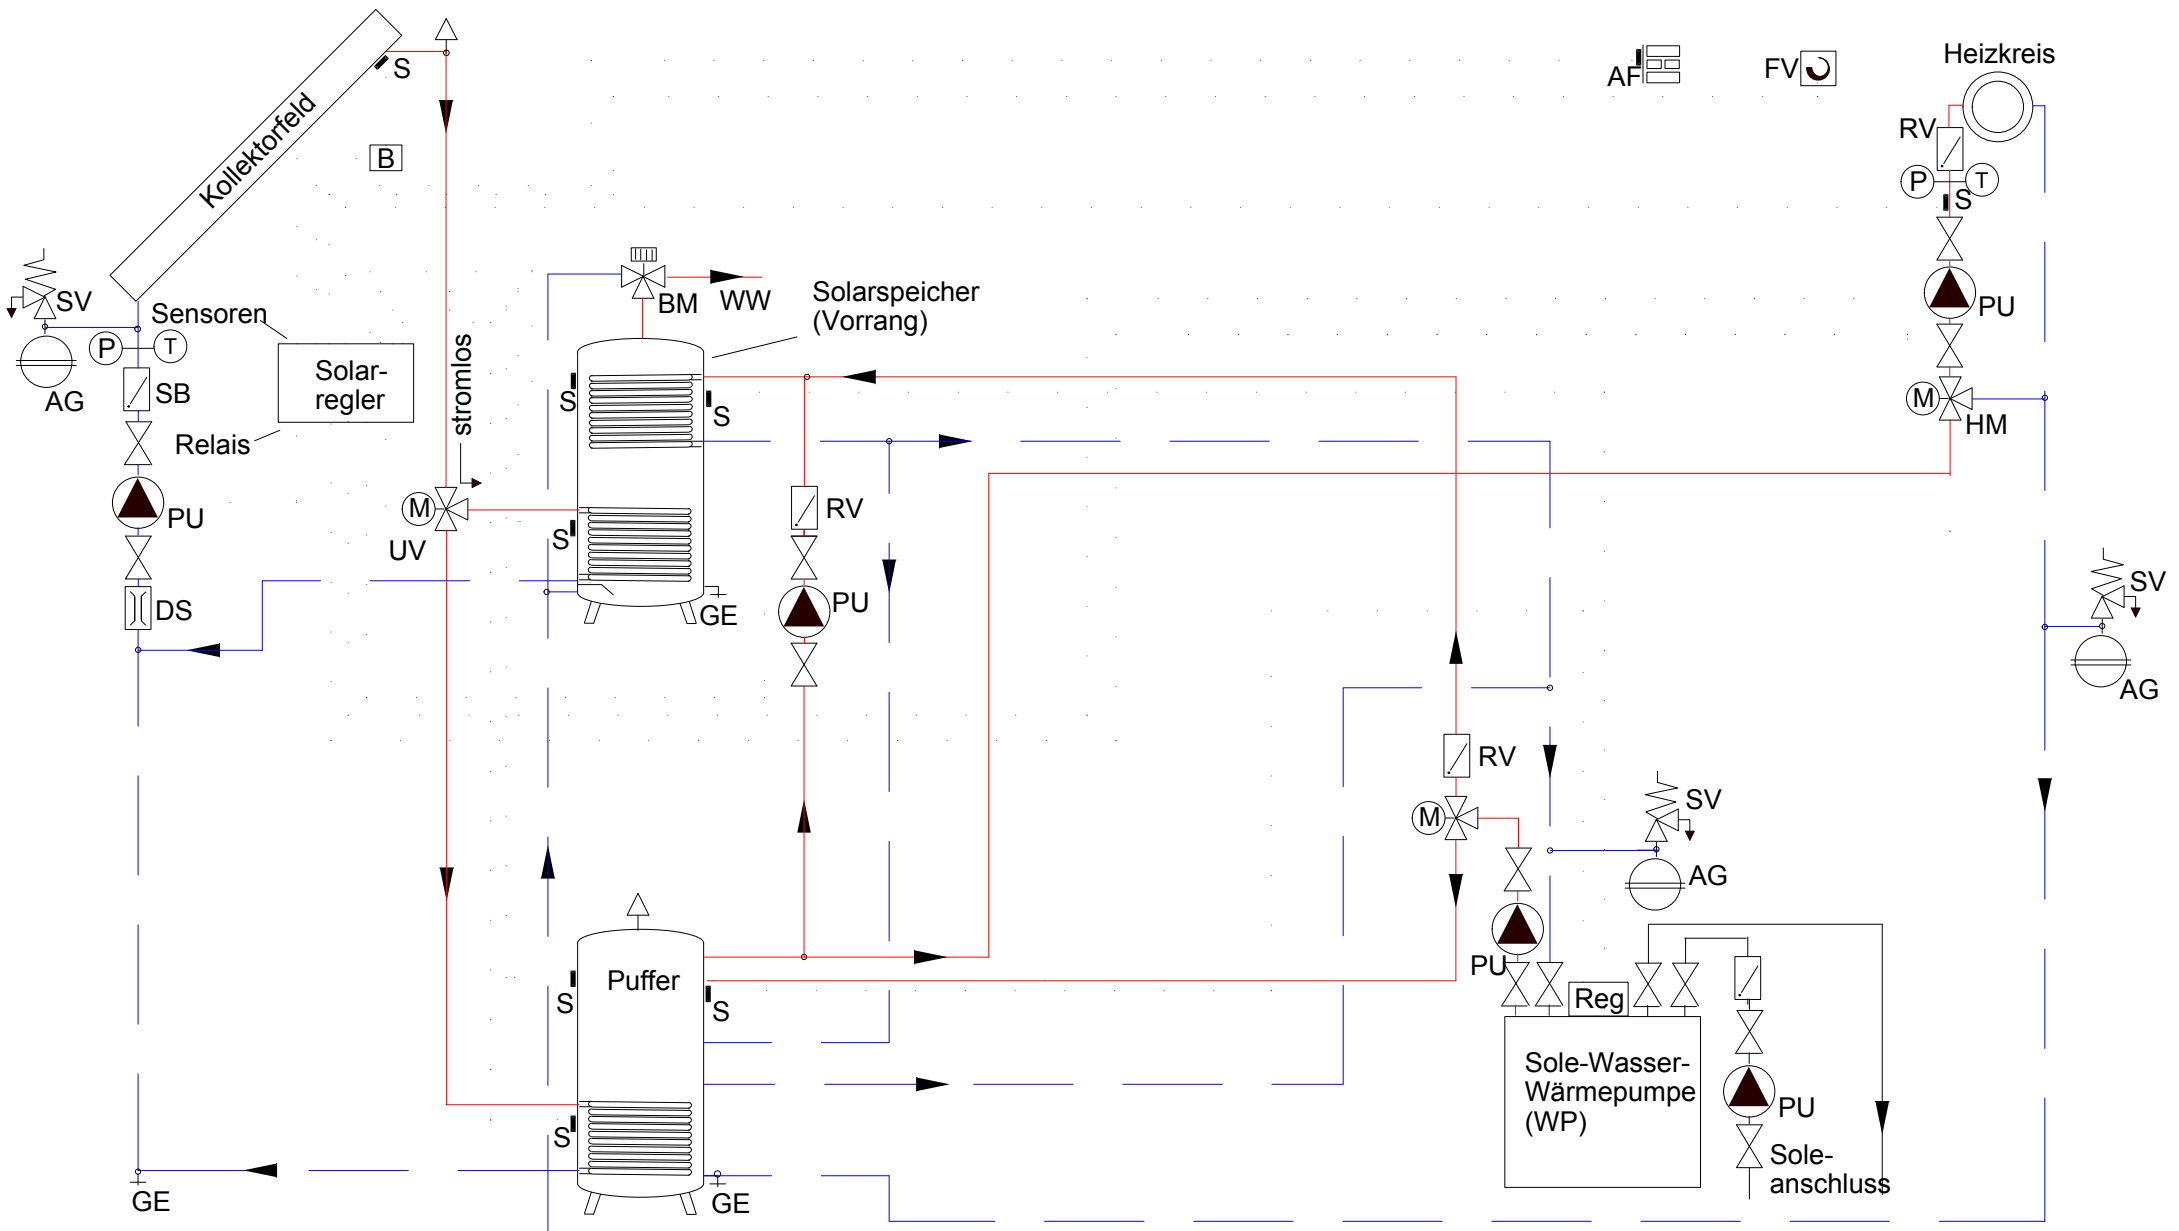 Heizkreis
AF
FV
S
Kollektorfeld
RV
B
P
T
S
SV
Sensoren
BM
WW
Solarspeicher
(Vorrang)
PU
P
T
AG
SB
Solar-
regler
stromlos
S
S
M
HM
Relais
M
UV
PU
S
RV
DS
GE
PU
SV
AG
RV
M
SV
AG
Puffer
S
S
PU
Reg
Sole-Wasser-
Wärmepumpe
(WP)
PU
S
Sole-
anschluss
GE
GE